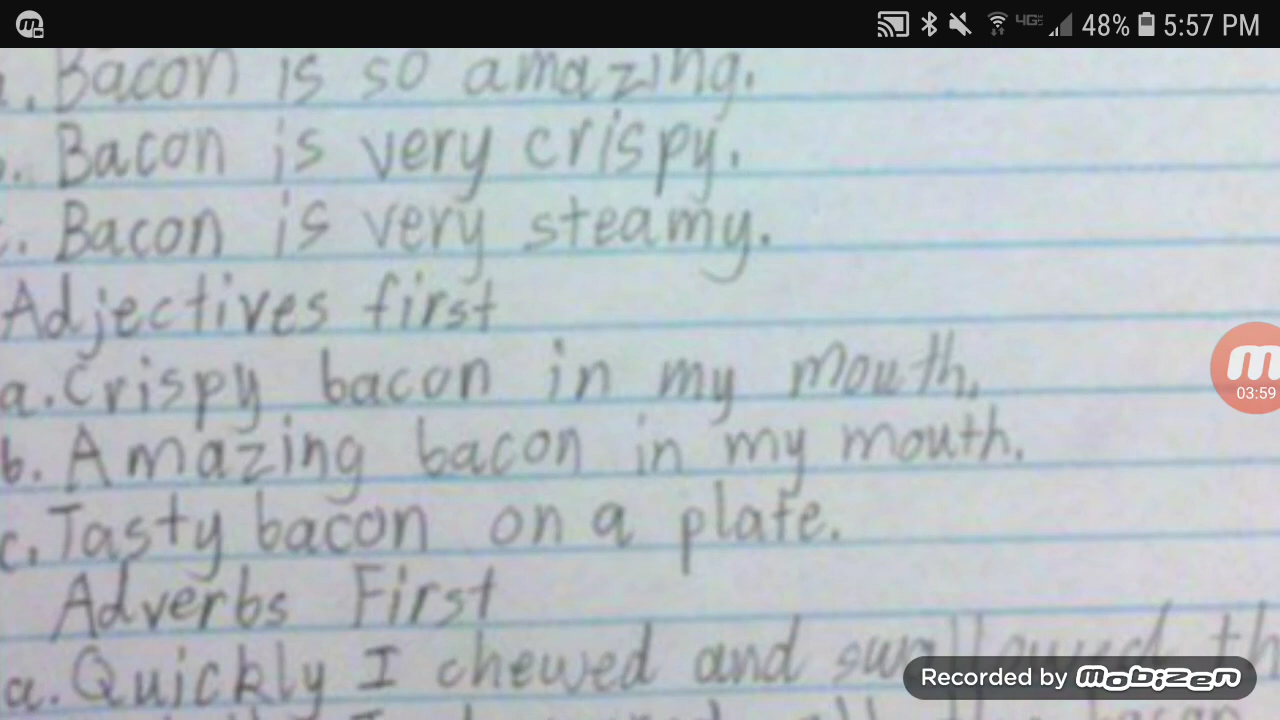 48% 5:57 PM
a. Bacon is so amazing.
b. Bacon is very crispy.
c. Bacon is very steamy.
Adjectives first
a. Crispy bacon in my mouth.
b. Amazing bacon in my mouth.
c. Tasty bacon on a plate.
Adverbs First
a. Quickly I chewed and swallowed
03:59
Recorded by mobizen